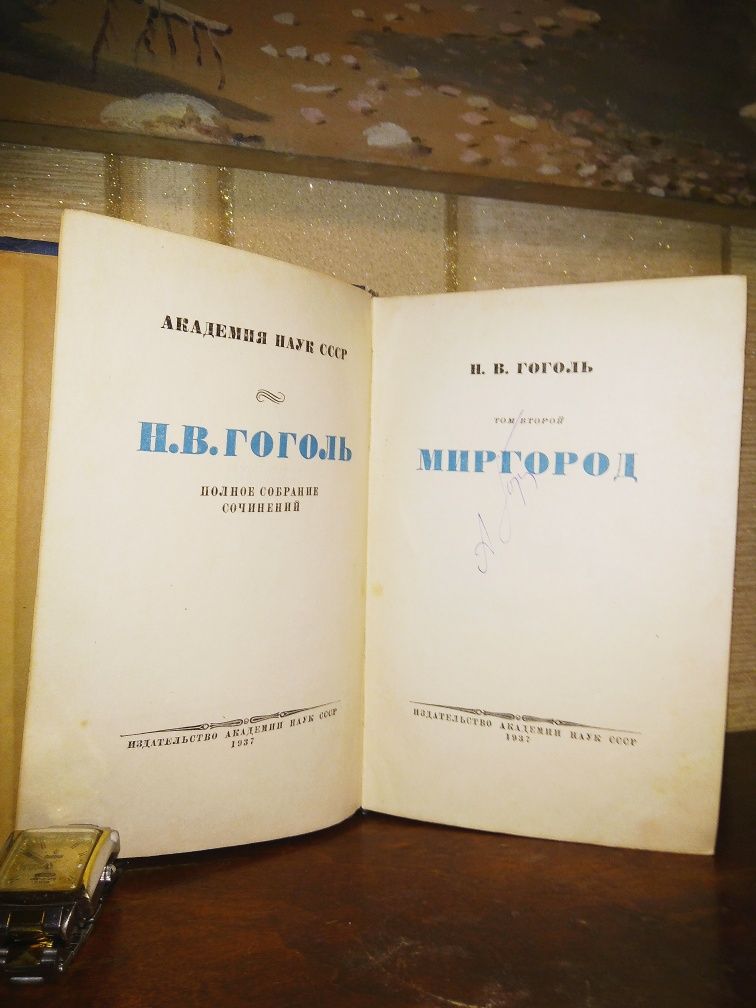 АКАДЕМИЯ НАУК СССР
Н.В.ГОГОЛЬ
ПОЛНОЕ СОБРАНИЕ
СОЧИНЕНИЙ
ИЗДАТЕЛЬСТВО АКАДЕМИИ НАУК СССР
1937
Н. В. ГОГОЛЬ
ТОМ ВТОРОЙ
МИРГОРОД
ИЗДАТЕЛЬСТВО АКАДЕМИИ НАУК СССР
1937